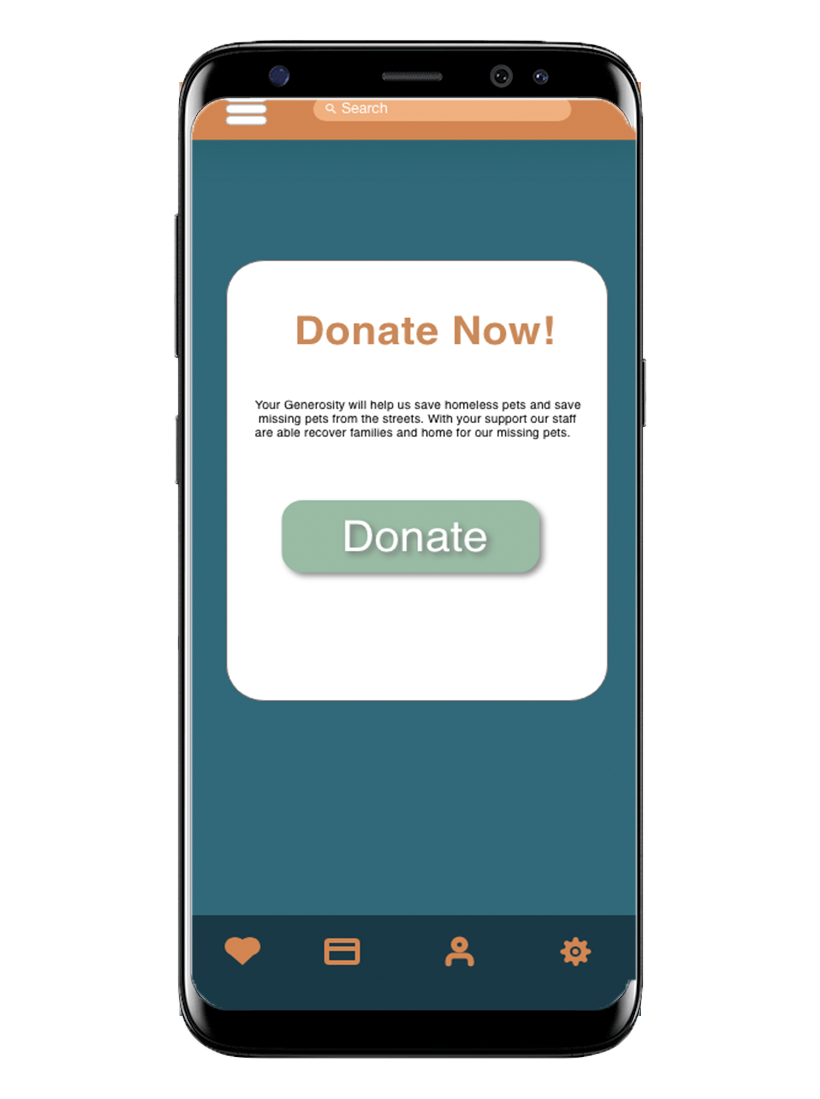 Search
Donate Now!
Your Generosity will help us save homeless pets and save
missing pets from the streets. With your support our staff
are able recover families and home for our missing pets.
Donate